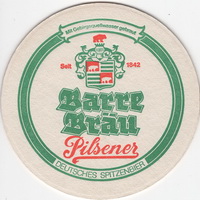 Mit Gebirgsquellwasser gebraut
Seit 1842
Barre
Bräu
Pilsener
DEUTSCHES SPITZENBIER